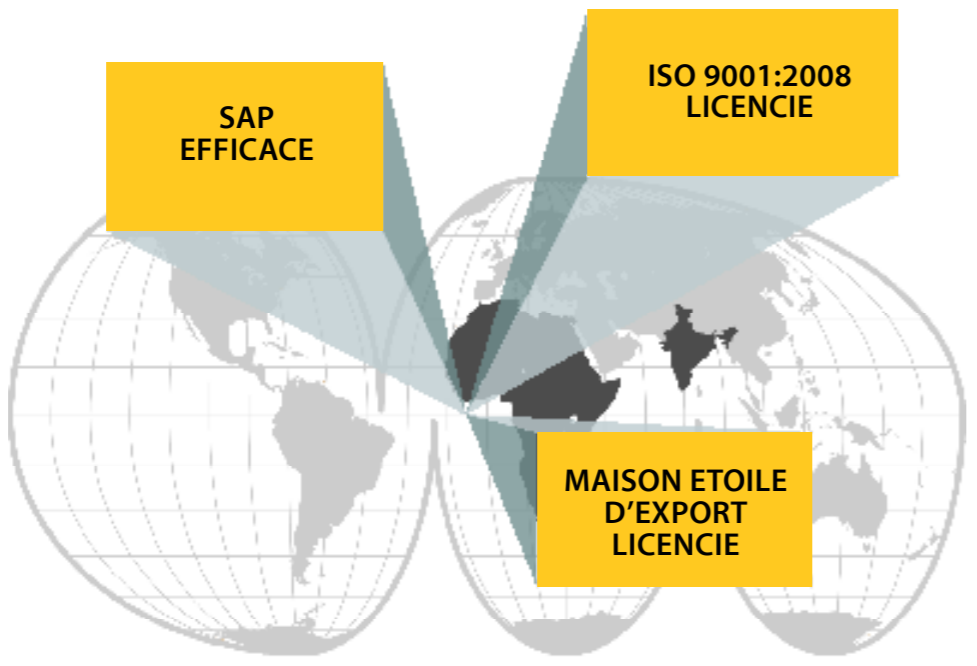 SAP
EFFICACE
ISO 9001:2008
LICENCIE
MAISON ETOILE
D’EXPORT
LICENCIE